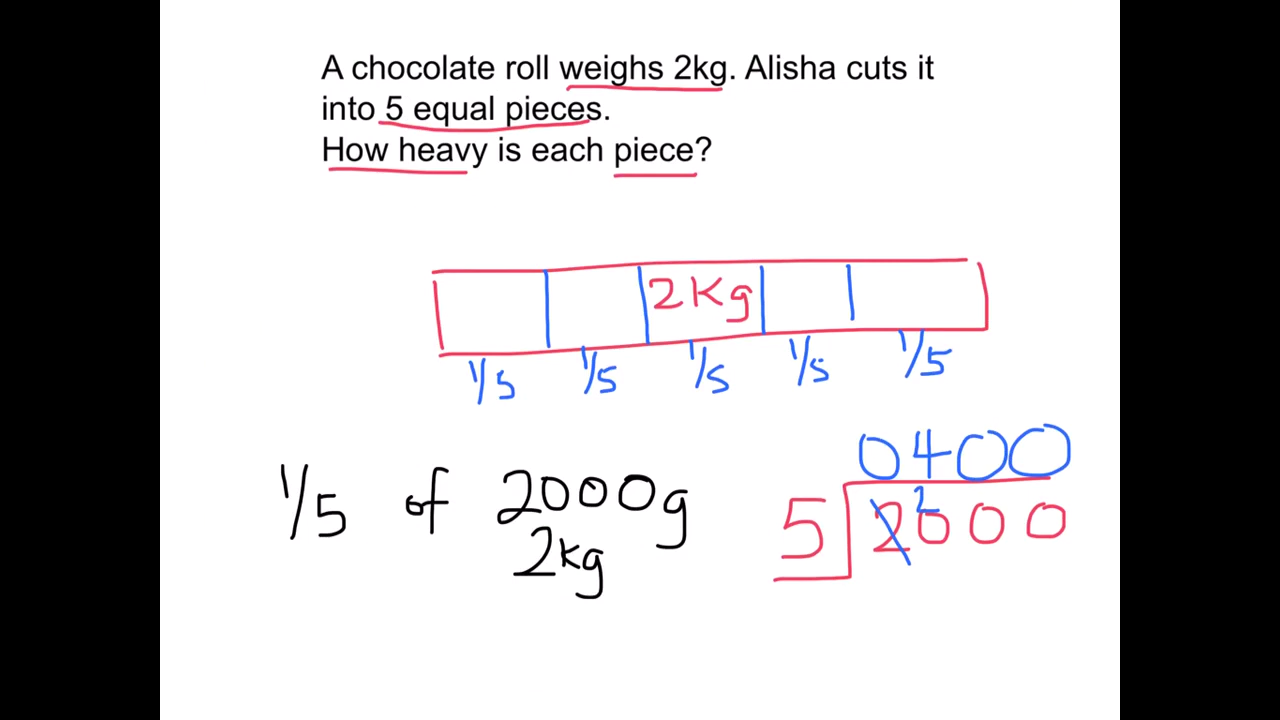 A chocolate roll weighs 2kg. Alisha cuts it
into 5 equal pieces.
How heavy is each piece?
2Kg
1/5 1/5 1/5 1/5 1/5
1/5 of 2000g
2kg
0400
5 2 2000